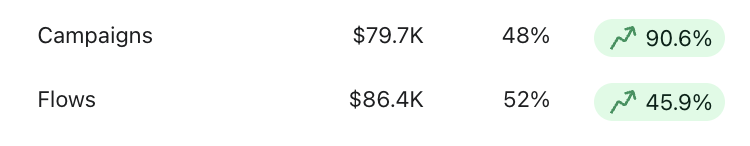 Campaigns $79.7K 48% 90.6%
Flows $86.4K 52% 45.9%